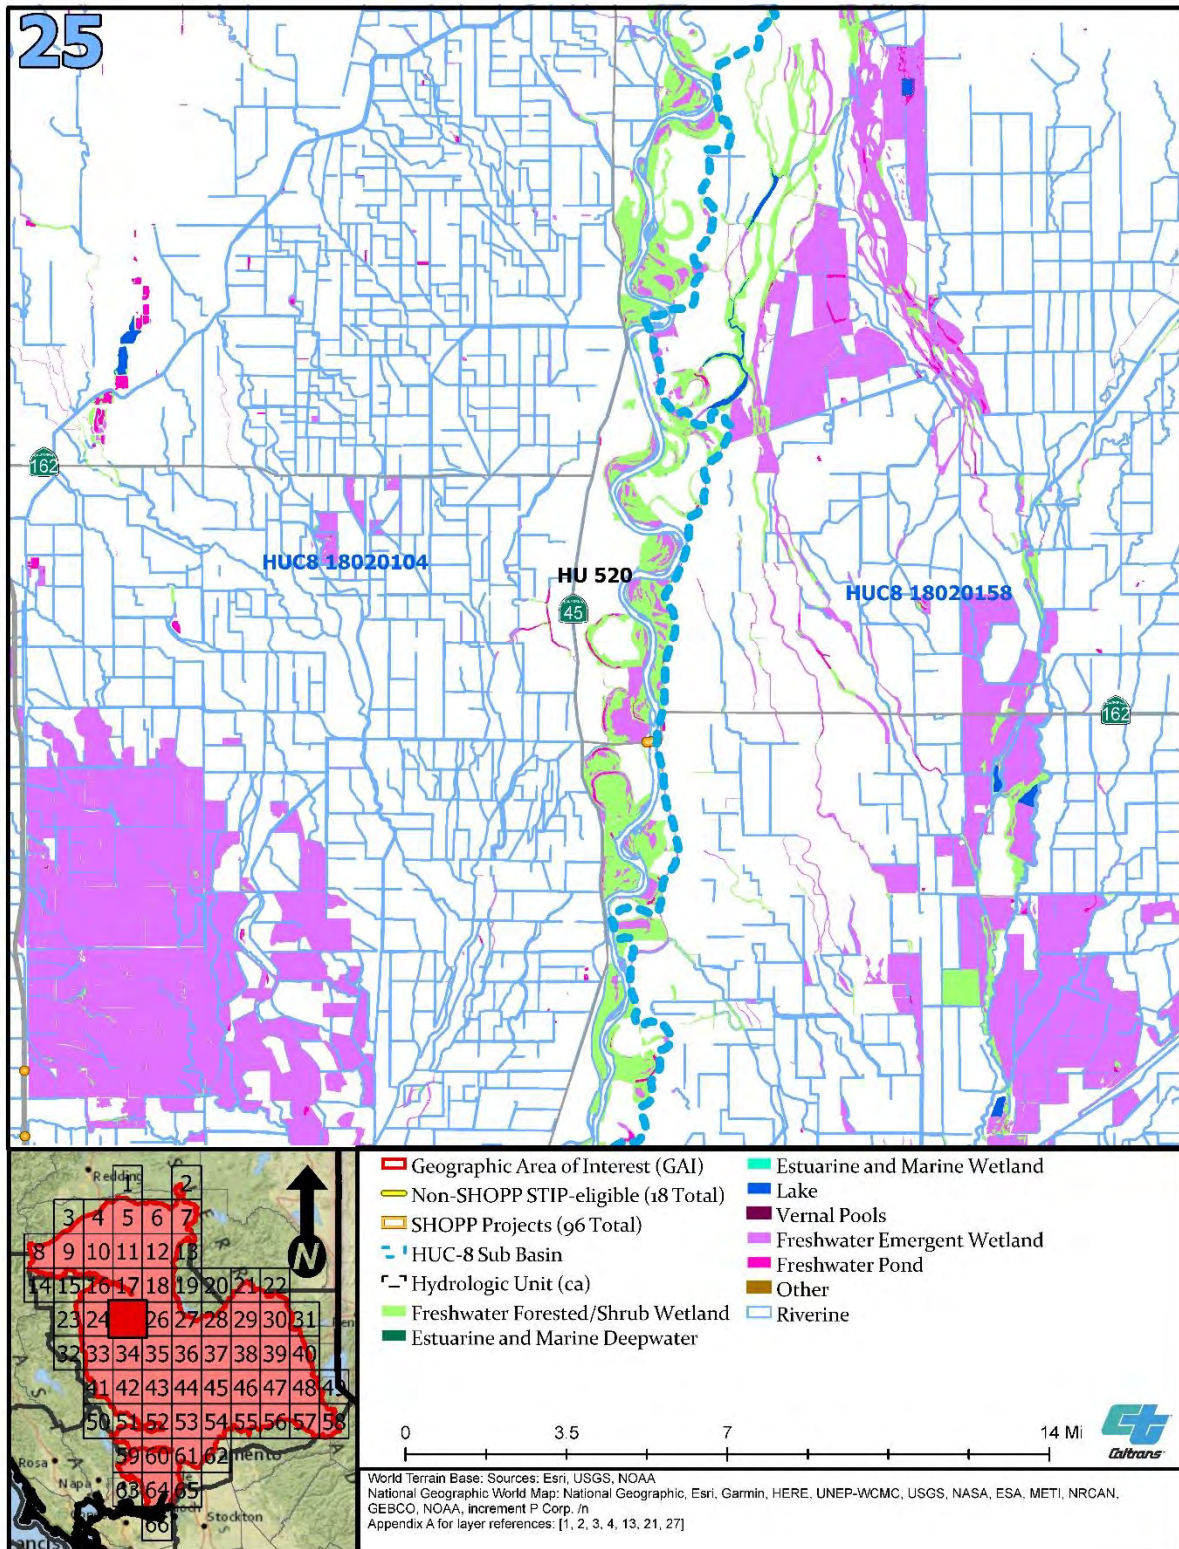 25
162
HUC8 18020104
HU 520
45
HUC8 18020158
162
Redding
1 2
3 4 5 6 7
8 9 10 11 12 13
14 15 16 17 18 19 20 21 22
23 24 26 27 28 29 30 31
32 33 34 35 36 37 38 39 40
41 42 43 44 45 46 47 48 49
50 51 52 53 54 55 56 57 58
59 60 61 62
63 64 65
66
Rosa
Napa
Stockton
N
Geographic Area of Interest (GAI)
Non-SHOPP STIP-eligible (18 Total)
SHOPP Projects (96 Total)
HUC-8 Sub Basin
Hydrologic Unit (ca)
Freshwater Forested/Shrub Wetland
Estuarine and Marine Deepwater
Estuarine and Marine Wetland
Lake
Vernal Pools
Freshwater Emergent Wetland
Freshwater Pond
Other
Riverine
0 3.5 7 14 Mi
Caltrans
World Terrain Base: Sources: Esri, USGS, NOAA
National Geographic World Map: National Geographic, Esri, Garmin, HERE, UNEP-WCMC, USGS, NASA, ESA, METI, NRCAN,
GEBCO, NOAA, increment P Corp. /n
Appendix A for layer references: [1, 2, 3, 4, 13, 21, 27]